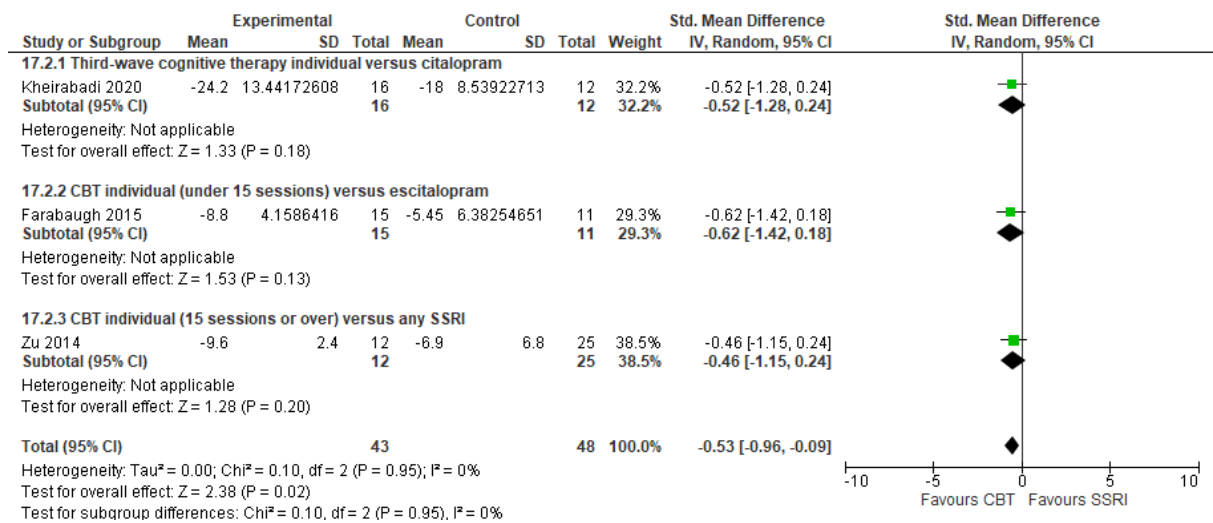 Experimental Control Std. Mean Difference Std. Mean Difference
Study or Subgroup Mean SD Total Mean SD Total Weight IV, Random, 95% CI IV, Random, 95% CI
17.2.1 Third-wave cognitive therapy individual versus citalopram
Kheirabadi 2020 -24.2 13.44172608 16 -18 8.53922713 12 32.2% -0.52 [-1.28, 0.24]
Subtotal (95% CI) 16 12 32.2% -0.52 [-1.28, 0.24]
Heterogeneity: Not applicable
Test for overall effect: Z = 1.33 (P = 0.18)
17.2.2 CBT individual (under 15 sessions) versus escitalopram
Farabaugh 2015 -8.8 4.1586416 15 -5.45 6.38254651 11 29.3% -0.62 [-1.42, 0.18]
Subtotal (95% CI) 15 11 29.3% -0.62 [-1.42, 0.18]
Heterogeneity: Not applicable
Test for overall effect: Z = 1.53 (P = 0.13)
17.2.3 CBT individual (15 sessions or over) versus any SSRI
Zu 2014 -9.6 2.4 12 -6.9 6.8 25 38.5% -0.46 [-1.15, 0.24]
Subtotal (95% CI) 12 25 38.5% -0.46 [-1.15, 0.24]
Heterogeneity: Not applicable
Test for overall effect: Z = 1.28 (P = 0.20)
Total (95% CI) 43 48 100.0% -0.53 [-0.96, -0.09]
Heterogeneity: Tau² = 0.00; Chi² = 0.10, df = 2 (P = 0.95); I² = 0%
Test for overall effect: Z = 2.38 (P = 0.02)
Test for subgroup differences: Chi² = 0.10, df = 2 (P = 0.95), I² = 0%
-10 -5 0 5 10
Favours CBT Favours SSRI